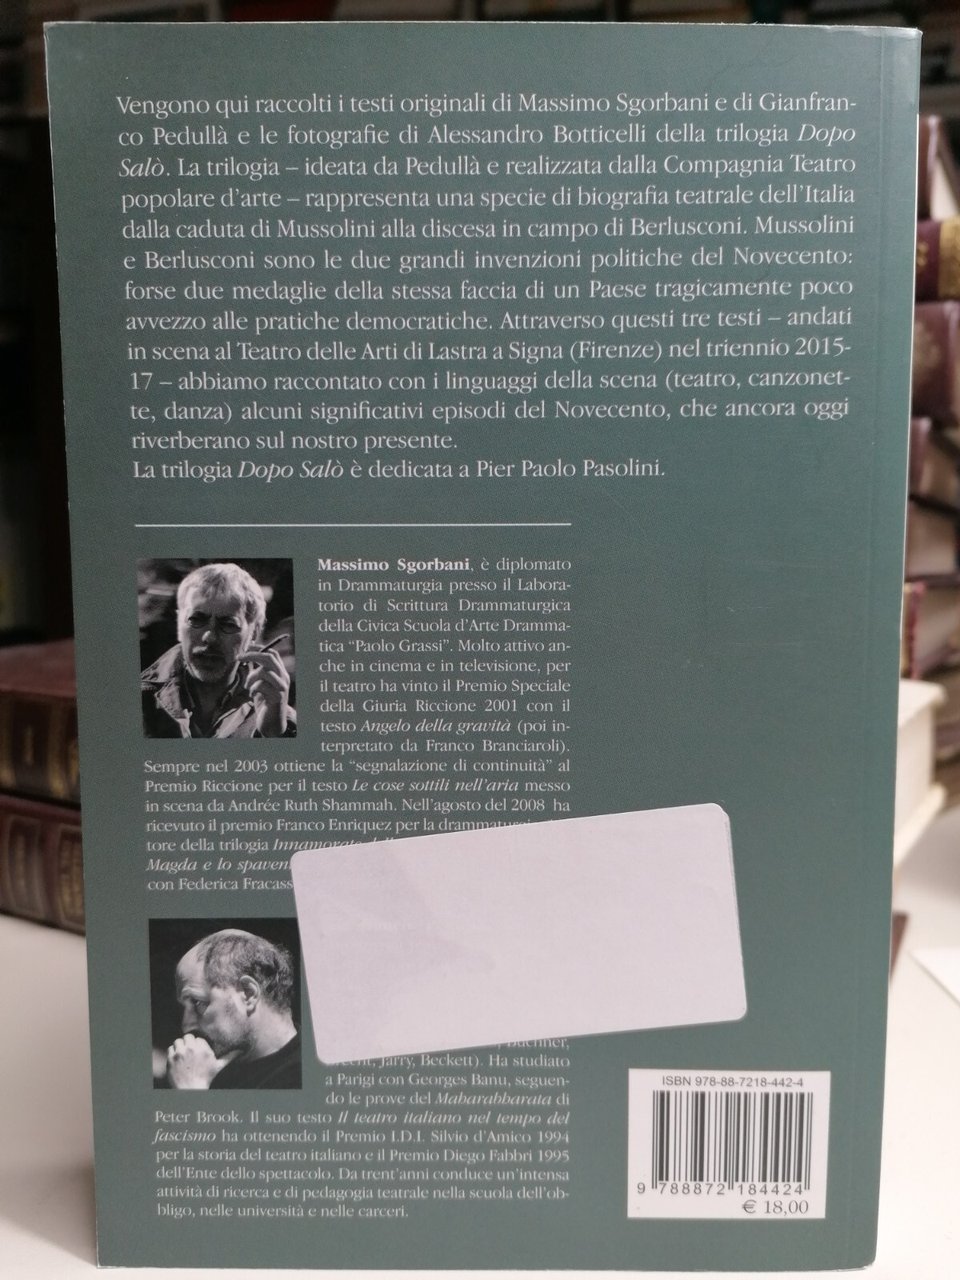 Vengono qui raccolti i testi originali di Massimo Sgorbani e di Gianfran-
co Pedullà e le fotografie di Alessandro Botticelli della trilogia Dopo
Salò. La trilogia – ideata da Pedullà e realizzata dalla Compagnia Teatro
popolare d'arte – rappresenta una specie di biografia teatrale dell'Italia
dalla caduta di Mussolini alla discesa in campo di Berlusconi. Mussolini
e Berlusconi sono le due grandi invenzioni politiche del Novecento:
forse due medaglie della stessa faccia di un Paese tragicamente poco
avvezzo alle pratiche democratiche. Attraverso questi tre testi – andati
in scena al Teatro delle Arti di Lastra a Signa (Firenze) nel triennio 2015-
17 – abbiamo raccontato con i linguaggi della scena (teatro, canzonet-
te, danza) alcuni significativi episodi del Novecento, che ancora oggi
riverberano sul nostro presente.
La trilogia Dopo Salò è dedicata a Pier Paolo Pasolini.
Massimo Sgorbani, è diplomato
in Drammaturgia presso il Labora-
torio di Scrittura Drammaturgica
della Civica Scuola d'Arte Dramma-
tica "Paolo Grassi". Molto attivo an-
che in cinema e in televisione, per
il teatro ha vinto il Premio Speciale
della Giuria Riccione 2001 con il
testo Angelo della gravità (poi in-
terpretato da Franco Branciaroli).
Sempre nel 2003 ottiene la "segnalazione di continuità" al
Premio Riccione per il testo Le cose sottili nell'aria messo
in scena da Andrée Ruth Shammah. Nell'agosto del 2008 ha
ricevuto il premio Franco Enriquez per la
tore della trilogia
Magda e lo
con Federica
Jarry, Beckett). Ha studiato
a Parigi con Georges Banu, seguen-
do le prove del Maharabbarata di
Peter Brook. Il suo testo Il teatro italiano nel tempo del
fascismo ha ottenendo il Premio I.D.I. Silvio d'Amico 1994
per la storia del teatro italiano e il Premio Diego Fabbri 1995
dell'Ente dello spettacolo. Da trent'anni conduce un'intensa
attività di ricerca e di pedagogia teatrale nella scuola dell'ob-
bligo, nelle università e nelle carceri.
ISBN 978-88-7218-442-4
9 788872 184424
€ 18,00